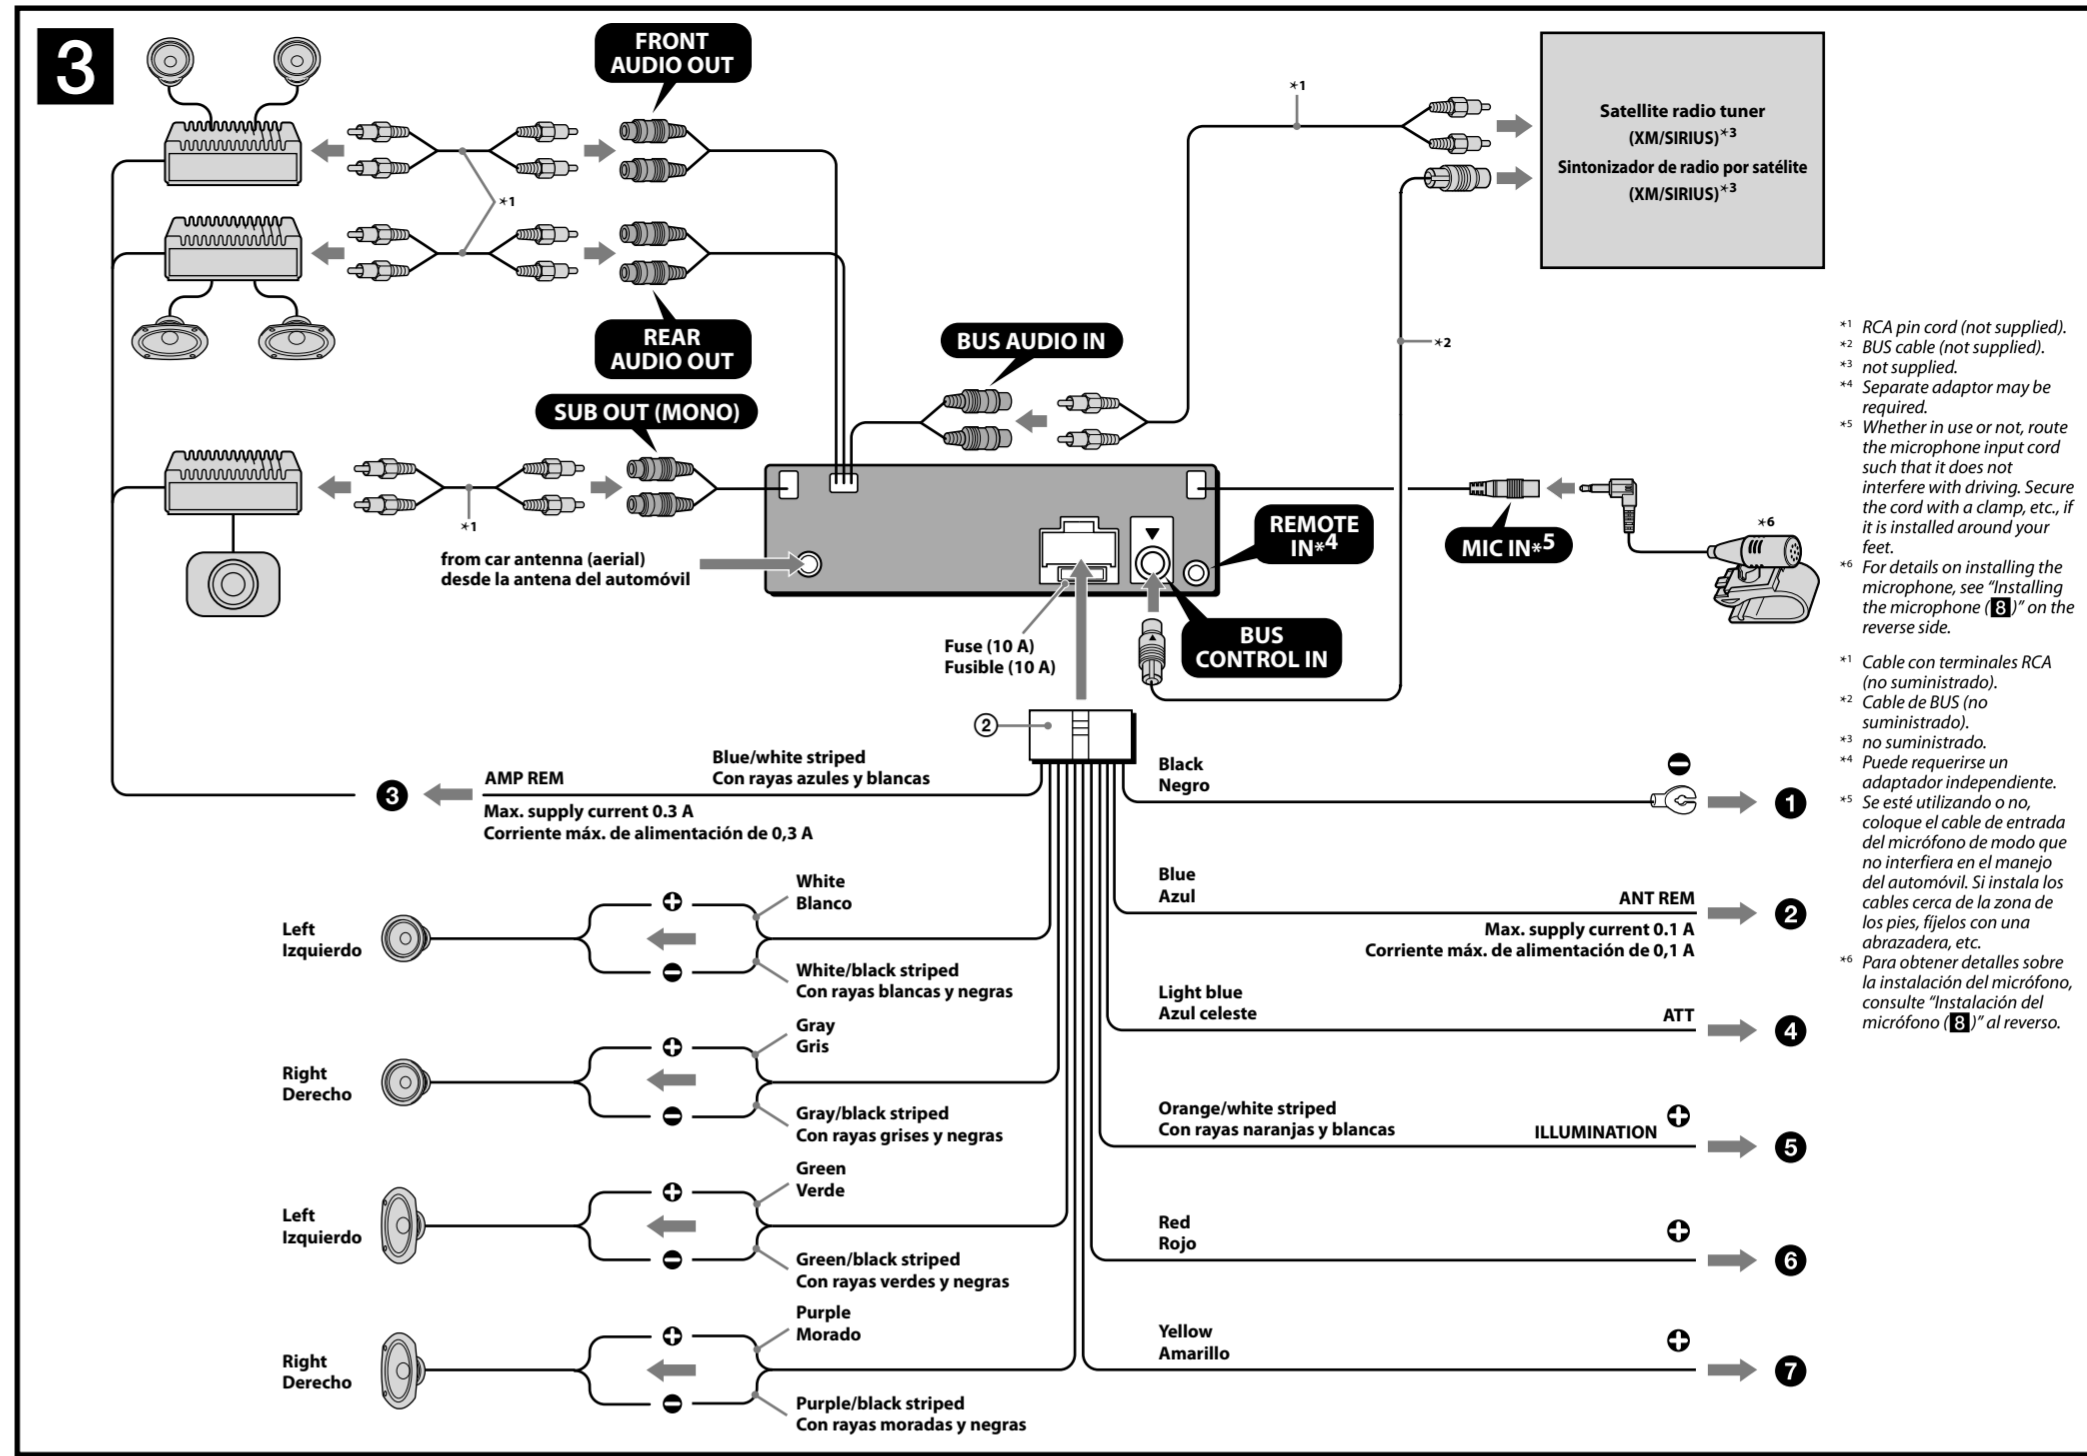 3
FRONT
AUDIO OUT
*1
Satellite radio tuner
(XM/SIRIUS)*3
Sintonizador de radio por satélite
(XM/SIRIUS)*3
*1
REAR
AUDIO OUT
BUS AUDIO IN
*2
SUB OUT (MONO)
*1
from car antenna (aerial)
desde la antena del automóvil
REMOTE
IN*4
MIC IN*5
*6
Fuse (10 A)
Fusible (10 A)
BUS
CONTROL IN
②
Blue/white striped
Con rayas azules y blancas
AMP REM
❸
Max. supply current 0.3 A
Corriente máx. de alimentación de 0,3 A
Black
Negro
⊖
❶
White
Blanco
Left
Izquierdo
White/black striped
Con rayas blancas y negras
Blue
Azul
ANT REM
❷
Max. supply current 0.1 A
Corriente máx. de alimentación de 0,1 A
Gray
Gris
Right
Derecho
Gray/black striped
Con rayas grises y negras
Light blue
Azul celeste
ATT
❹
Green
Verde
Left
Izquierdo
Green/black striped
Con rayas verdes y negras
Orange/white striped
Con rayas naranjas y blancas
ILLUMINATION
❺
Red
Rojo
❻
Purple
Morado
Right
Derecho
Purple/black striped
Con rayas moradas y negras
Yellow
Amarillo
❼
*1 RCA pin cord (not supplied).
*2 BUS cable (not supplied).
*3 not supplied.
*4 Separate adaptor may be
required.
*5 Whether in use or not, route
the microphone input cord
such that it does not
interfere with driving. Secure
the cord with a clamp, etc., if
it is installed around your
feet.
*6 For details on installing the
microphone, see “Installing
the microphone (8)” on the
reverse side.
*1 Cable con terminales RCA
(no suministrado).
*2 Cable de BUS (no
suministrado).
*3 no suministrado.
*4 Puede requerirse un
adaptador independiente.
*5 Se esté utilizando o no,
coloque el cable de entrada
del micrófono de modo que
no interfiera en el manejo
del automóvil. Si instala los
cables cerca de la zona de
los pies, fíjelos con una
abrazadera, etc.
*6 Para obtener detalles sobre
la instalación del micrófono,
consulte “Instalación del
micrófono (8)” al reverso.